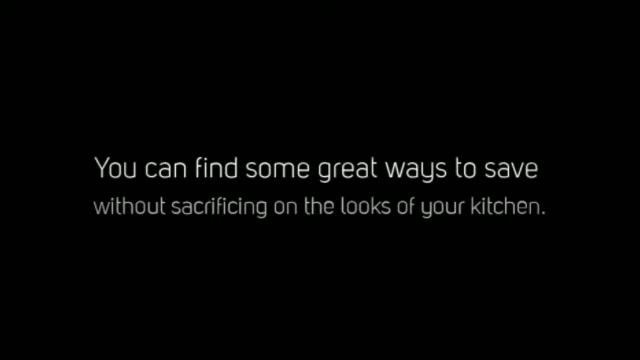 You can find some great ways to save
without sacrificing on the looks of your kitchen.